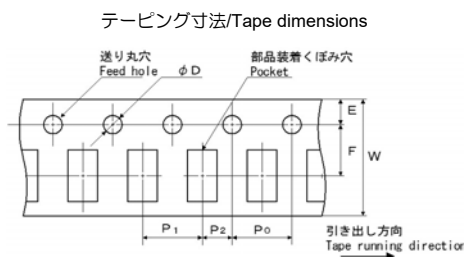 テーピング寸法/Tape dimensions
送り丸穴
Feed hole
φD
部品装着くぼみ穴
Pocket
E
F
W
P1
P2
P0
引き出し方向
Tape running direction